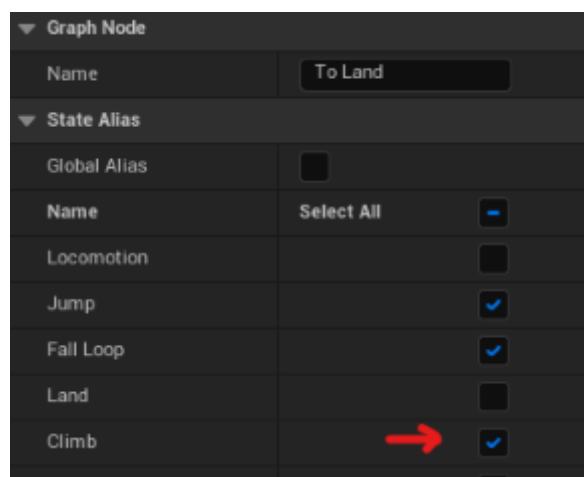 Graph Node
Name To Land
State Alias
Global Alias
Name Select All
Locomotion
Jump
Fall Loop
Land
Climb